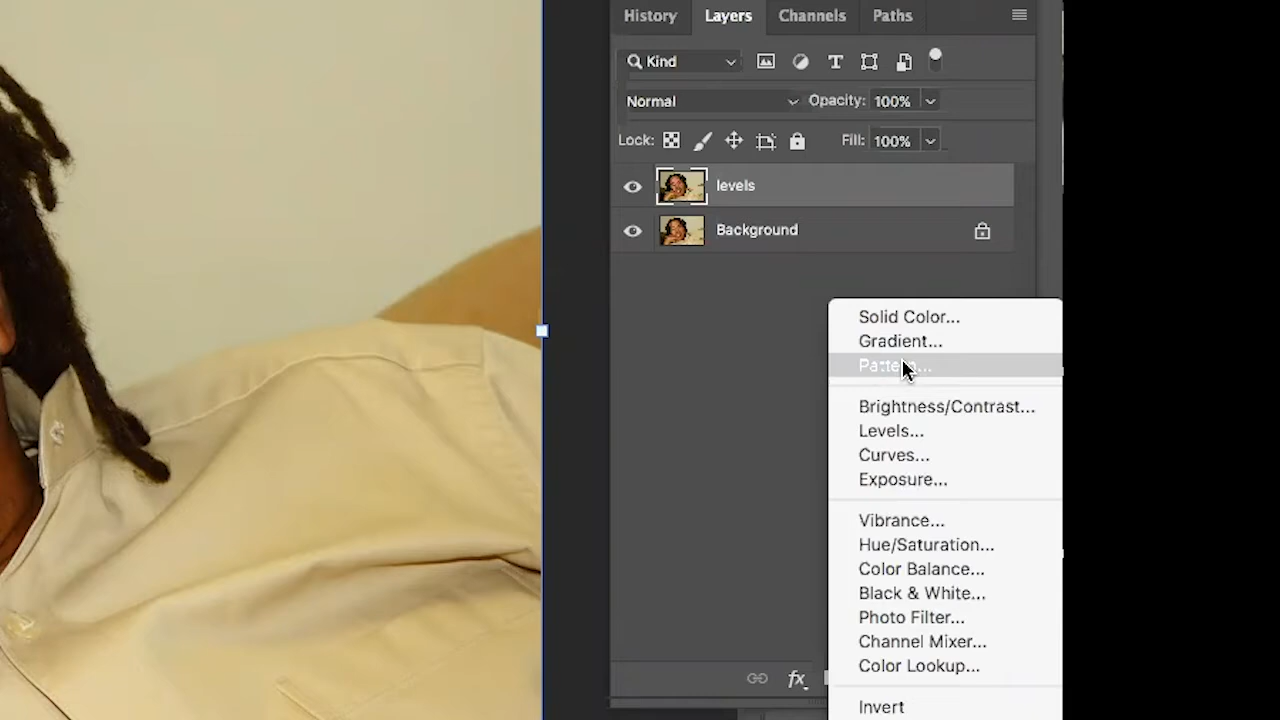 History Layers Channels Paths
Kind
Normal Opacity: 100%
Lock: Fill: 100%
levels
Background
Solid Color...
Gradient...
Pattern...
Brightness/Contrast...
Levels...
Curves...
Exposure...
Vibrance...
Hue/Saturation...
Color Balance...
Black & White...
Photo Filter...
Channel Mixer...
Color Lookup...
fx
Invert